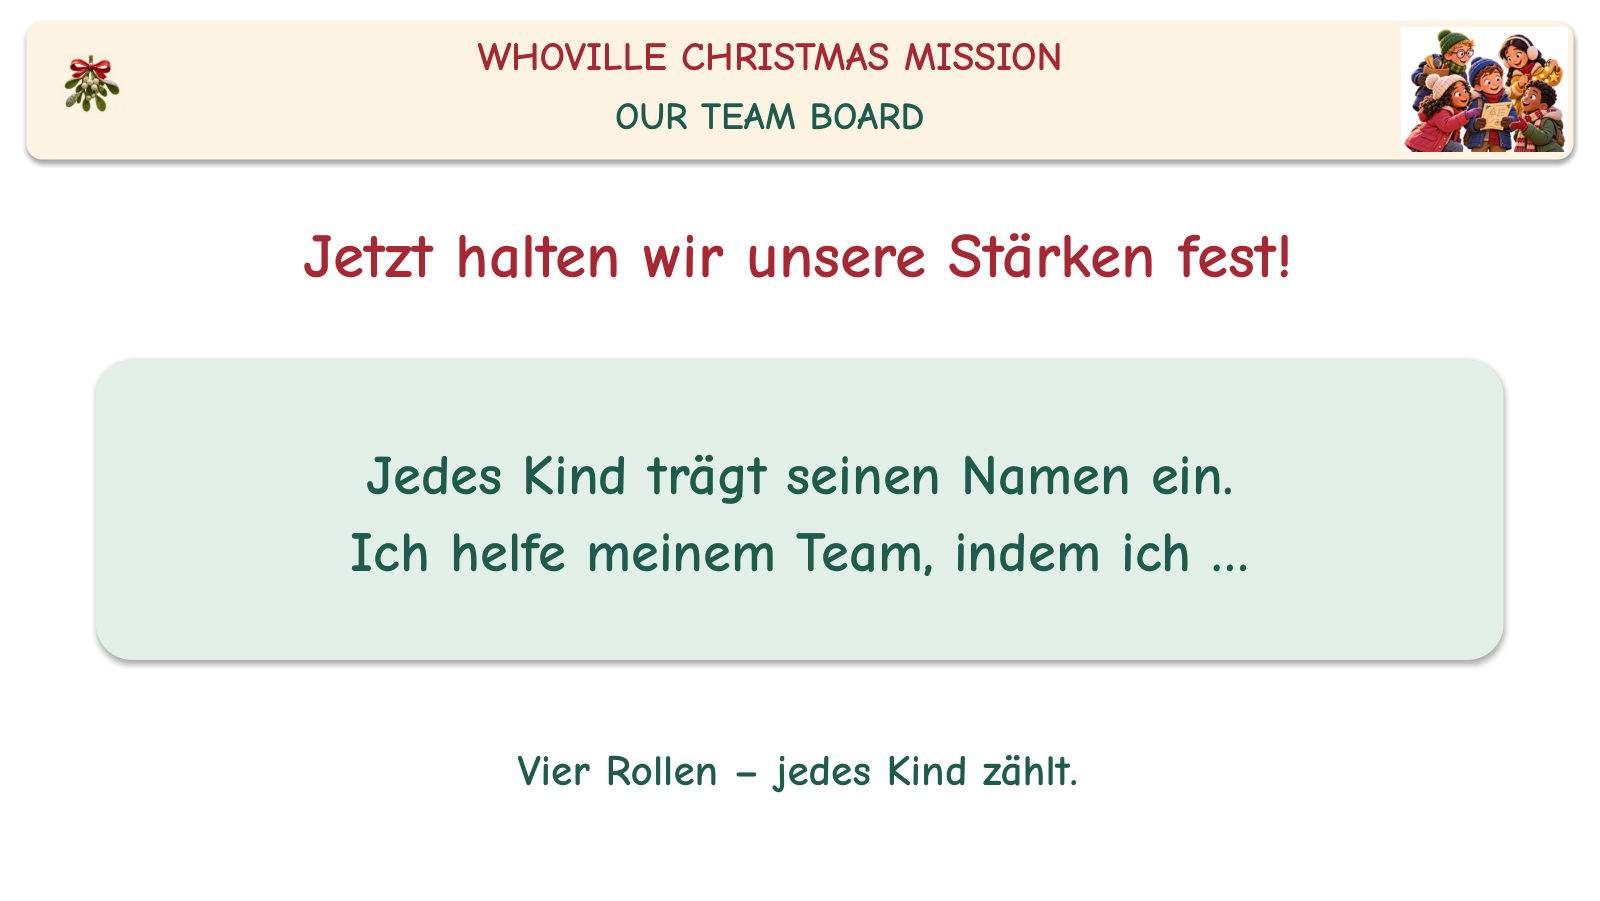 WHOVILLE CHRISTMAS MISSION
OUR TEAM BOARD
Jetzt halten wir unsere Stärken fest!
Jedes Kind trägt seinen Namen ein.
Ich helfe meinem Team, indem ich ...
Vier Rollen – jedes Kind zählt.